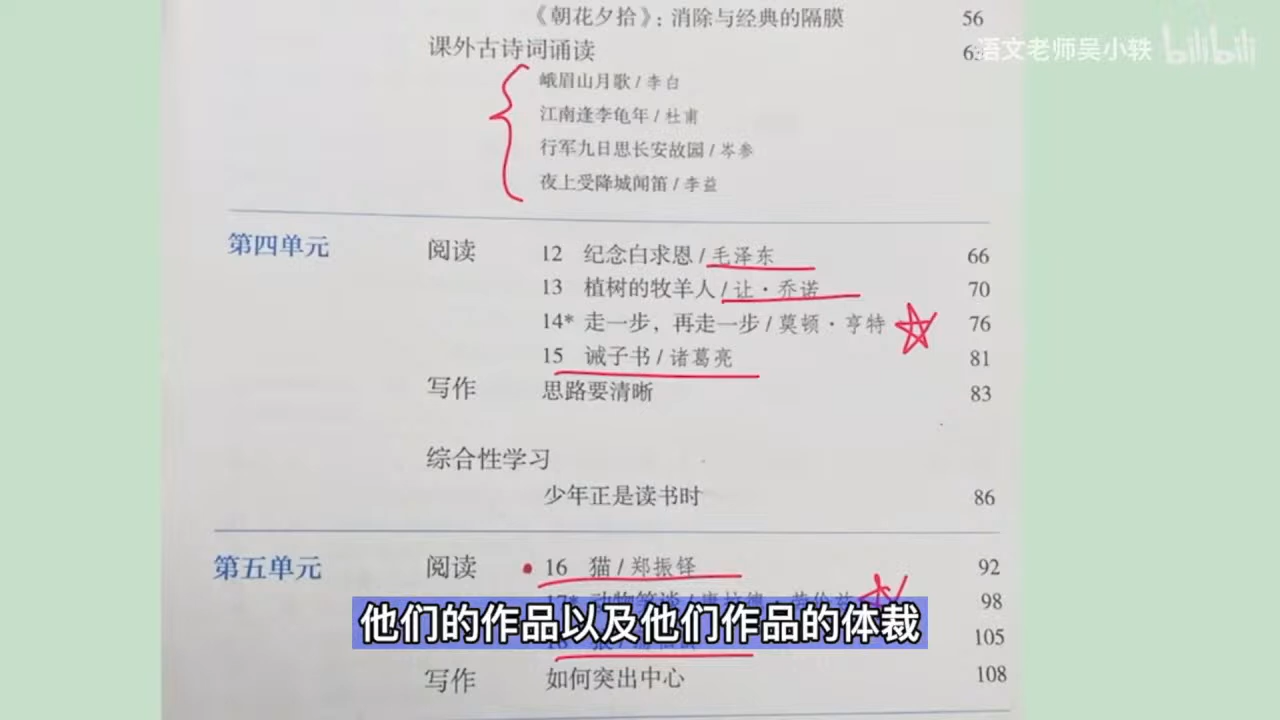 《朝花夕拾》：消除与经典的隔膜 56
语文老师吴小轶 bilibili
课外古诗词诵读
峨眉山月歌 / 李白
江南逢李龟年 / 杜甫
行军九日思长安故园 / 岑参
夜上受降城闻笛 / 李益
第四单元 阅读 12 纪念白求恩 / 毛泽东 66
13 植树的牧羊人 / 让·乔诺 70
14* 走一步，再走一步 / 莫顿·亨特 76
15 诫子书 / 诸葛亮 81
写作 思路要清晰 83
综合性学习
少年正是读书时 86
第五单元 阅读 16 猫 / 郑振铎 92
17* 动物笑谈 / 98
他们的作品以及他们作品的体裁
105
写作 如何突出中心 108